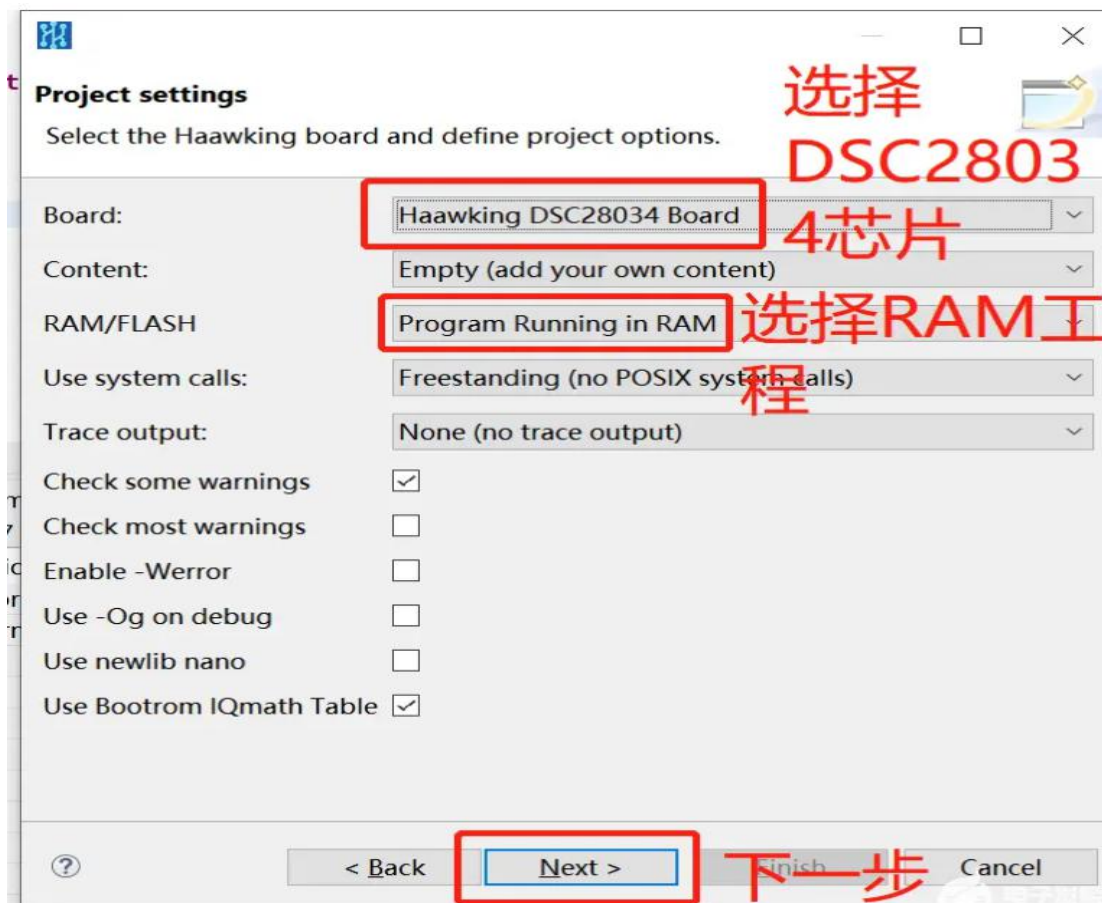 Project settings
Select the Haawking board and define project options.
选择
DSC2803
4芯片
Board:
Haawking DSC28034 Board
Content:
Empty (add your own content)
RAM/FLASH
Program Running in RAM
选择RAM工
程
Use system calls:
Freestanding (no POSIX system calls)
Trace output:
None (no trace output)
Check some warnings
Check most warnings
Enable -Werror
Use -Og on debug
Use newlib nano
Use Bootrom IQmath Table
< Back
Next >
下一步
Finish
Cancel